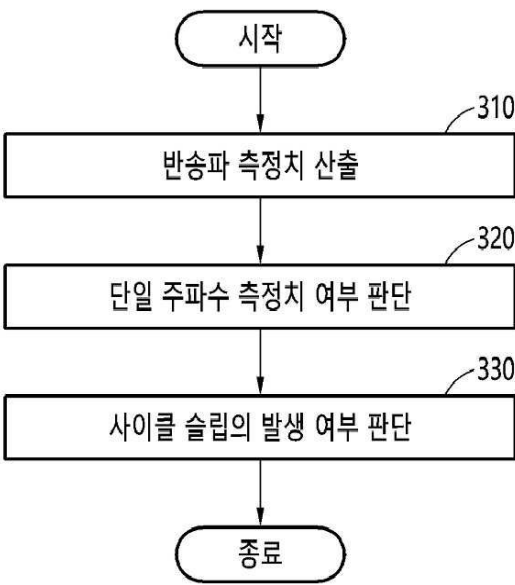 시작
310
반송파 측정치 산출
320
단일 주파수 측정치 여부 판단
330
사이클 슬립의 발생 여부 판단
종료